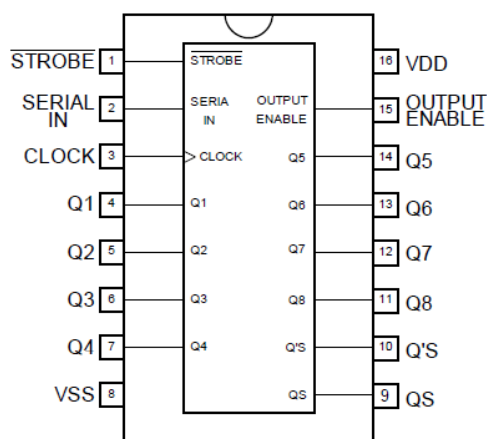 STROBE 1 STROBE 16 VDD
SERIAL IN 2 SERIA IN OUTPUT ENABLE 15 OUTPUT ENABLE
CLOCK 3 CLOCK Q5 14 Q5
Q1 4 Q1 Q6 13 Q6
Q2 5 Q2 Q7 12 Q7
Q3 6 Q3 Q8 11 Q8
Q4 7 Q4 Q'S 10 Q'S
VSS 8 QS 9 QS